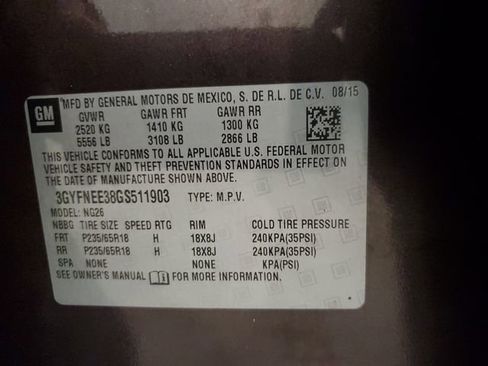 GM
MFD BY GENERAL MOTORS DE MEXICO, S. DE R.L. DE C.V. 08/15
GVWR GAWR FRT GAWR RR
2520 KG 1410 KG 1300 KG
5556 LB 3108 LB 2866 LB
THIS VEHICLE CONFORMS TO ALL APPLICABLE U.S. FEDERAL MOTOR
VEHICLE SAFETY AND THEFT PREVENTION STANDARDS IN EFFECT ON
THE DATE OF MANUFACTURE SHOWN ABOVE.
3GYFNEE38GS511903 TYPE: M.P.V.
MODEL: NG26
NBBG TIRE SIZE SPEED RTG RIM COLD TIRE PRESSURE
FRT P235/65R18 H 18X8J 240KPA(35PSI)
RR P235/65R18 H 18X8J 240KPA(35PSI)
SPA NONE NONE KPA(PSI)
SEE OWNER'S MANUAL FOR MORE INFORMATION.